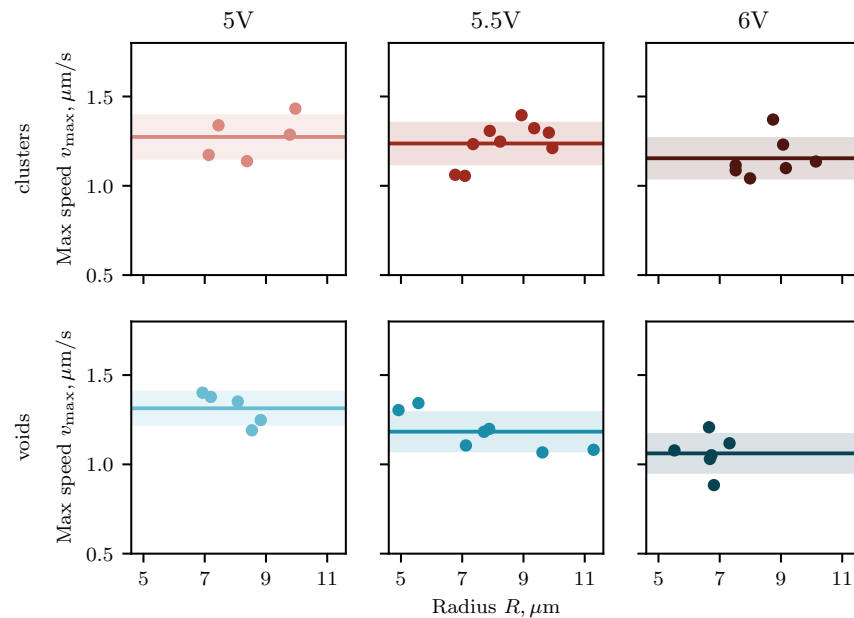 5V 5.5V 6V
clusters
Max speed v_max, μm/s
1.5
1.0
0.5
voids
Max speed v_max, μm/s
1.5
1.0
0.5
5 7 9 11 5 7 9 11 5 7 9 11
Radius R, μm